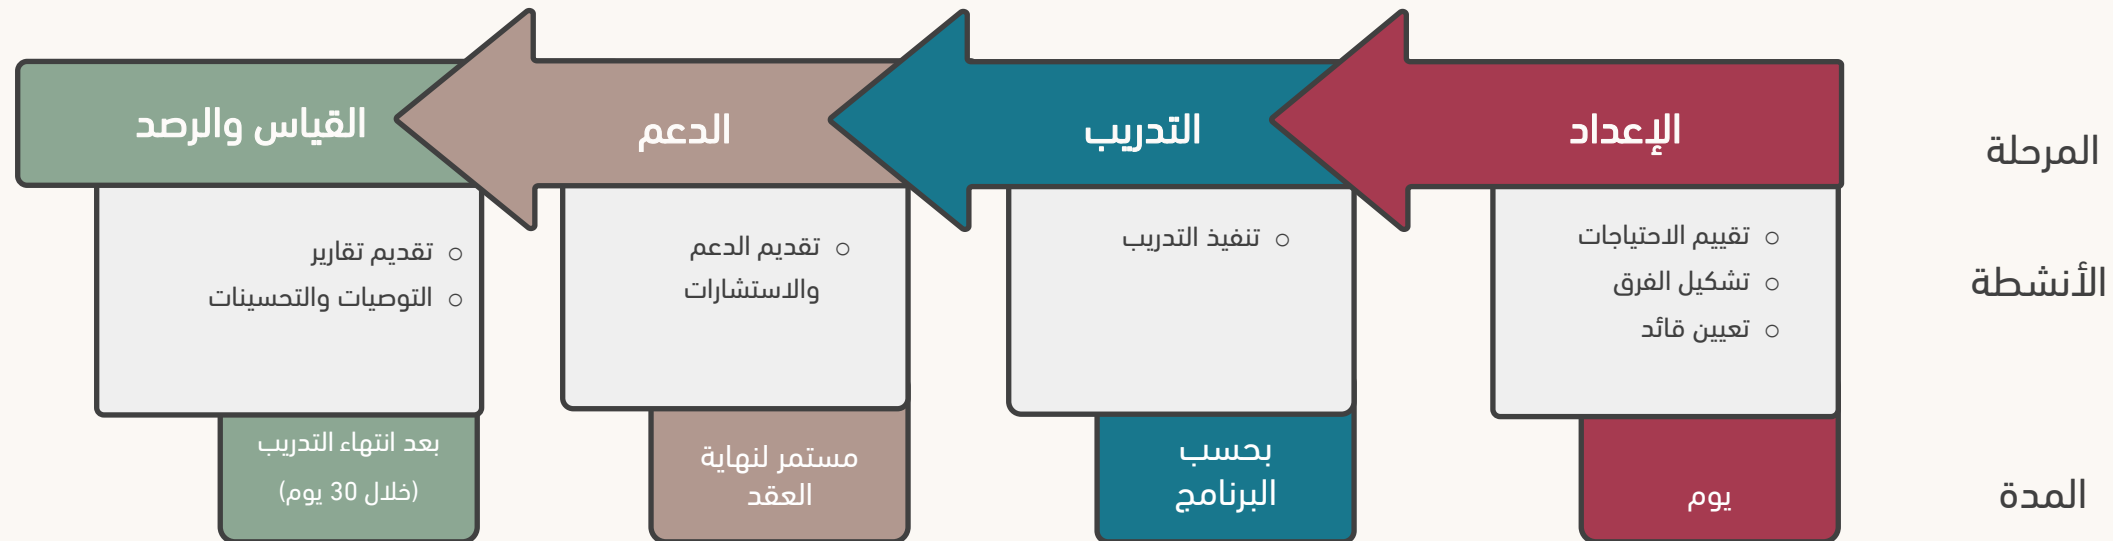 المرحلة
الإعداد
التدريب
الدعم
القياس والرصد
الأنشطة
○ تقييم الاحتياجات
○ تشكيل الفرق
○ تعيين قائد
○ تنفيذ التدريب
○ تقديم الدعم
والاستشارات
○ تقديم تقارير
○ التوصيات والتحسينات
المدة
يوم
بحسب
البرنامج
مستمر لنهاية
العقد
بعد انتهاء التدريب
(خلال 30 يوم)